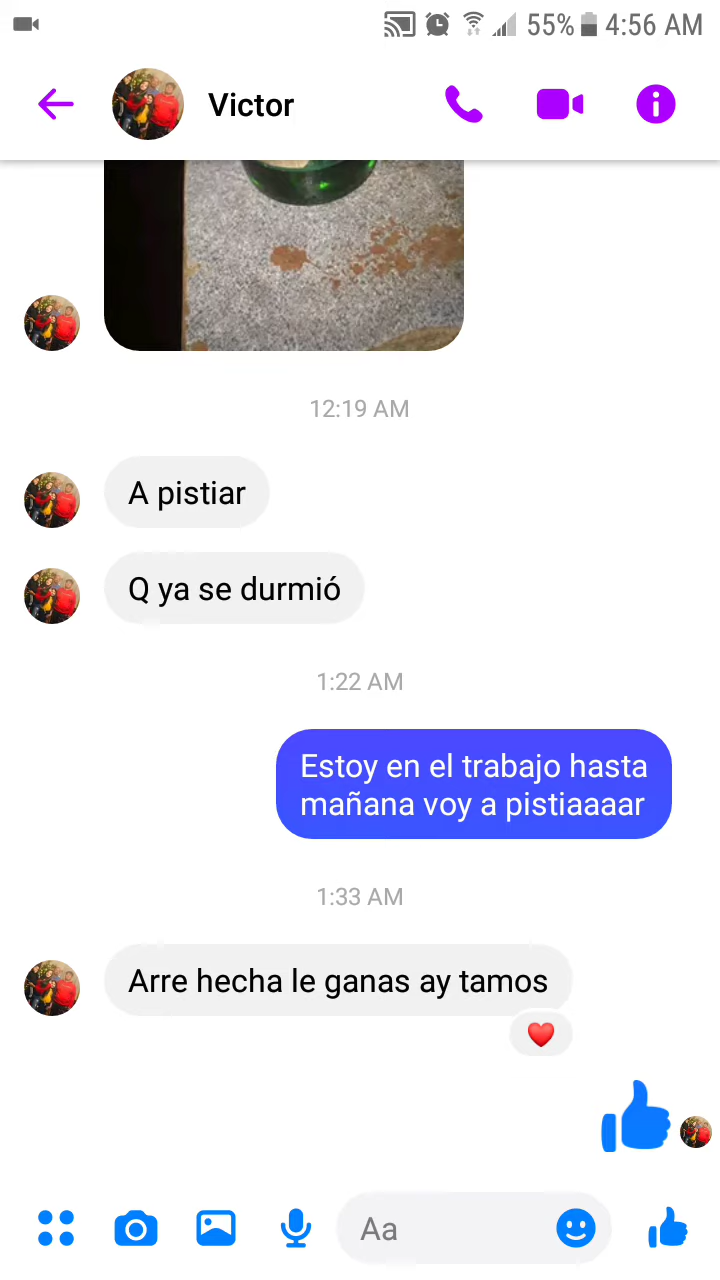 55% 4:56 AM
Victor
12:19 AM
A pistiar
Q ya se durmió
1:22 AM
Estoy en el trabajo hasta
mañana voy a pistiaaaar
1:33 AM
Arre hecha le ganas ay tamos
Aa